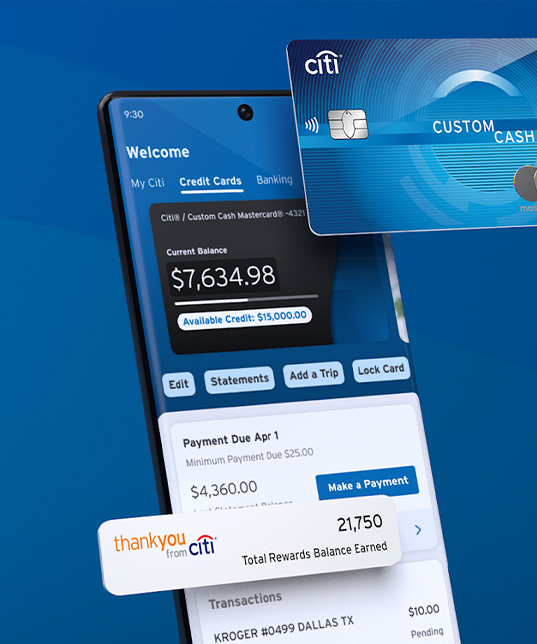 citi
CUSTOM
CASH
9:30
Welcome
My Citi Credit Cards Banking
Citi® / Custom Cash Mastercard® -4321
Current Balance
$7,634.98
Available Credit: $15,000.00
Edit Statements Add a Trip Lock Card
Payment Due Apr 1
Minimum Payment Due $25.00
$4,360.00
Make a Payment
Last Statement Balance
thankyou
from citi
21,750
Total Rewards Balance Earned
Transactions
KROGER #0499 DALLAS TX
$10.00
Pending